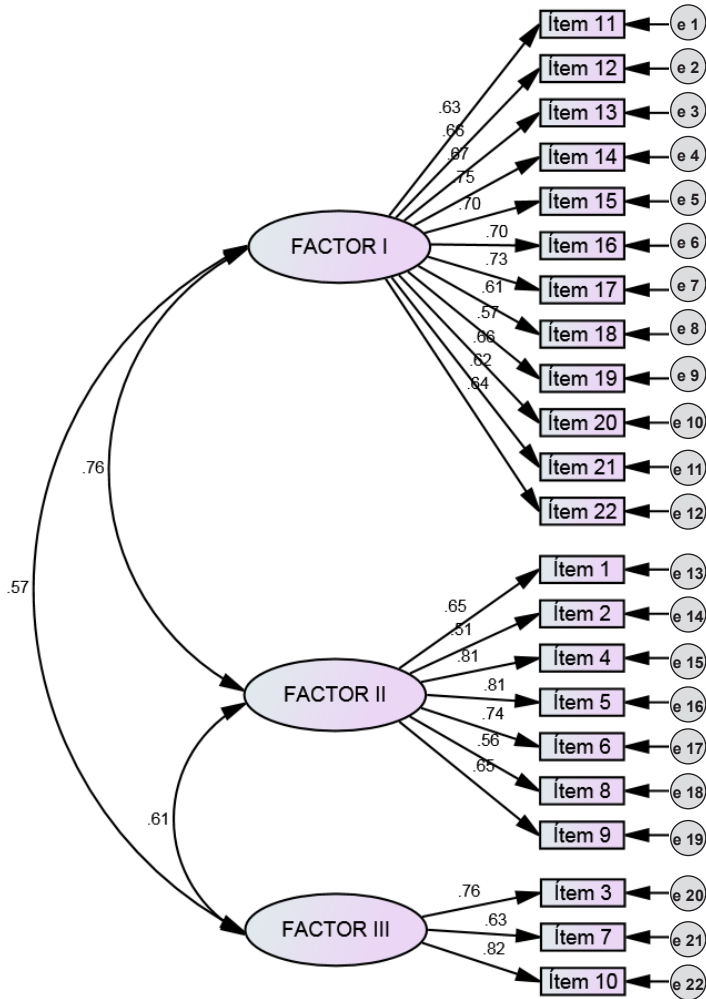 Ítem 11
e 1
Ítem 12
e 2
.63
Ítem 13
e 3
.66
.67
Ítem 14
e 4
.75
Ítem 15
e 5
.70
FACTOR I
.70
Ítem 16
e 6
.73
Ítem 17
e 7
.61
.57
Ítem 18
e 8
.66
.62
Ítem 19
e 9
.64
Ítem 20
e 10
.76
Ítem 21
e 11
Ítem 22
e 12
.57
Ítem 1
e 13
.65
Ítem 2
e 14
.51
.81
Ítem 4
e 15
FACTOR II
.81
Ítem 5
e 16
.74
Ítem 6
e 17
.56
.65
Ítem 8
e 18
.61
Ítem 9
e 19
.76
Ítem 3
e 20
FACTOR III
.63
Ítem 7
e 21
.82
Ítem 10
e 22